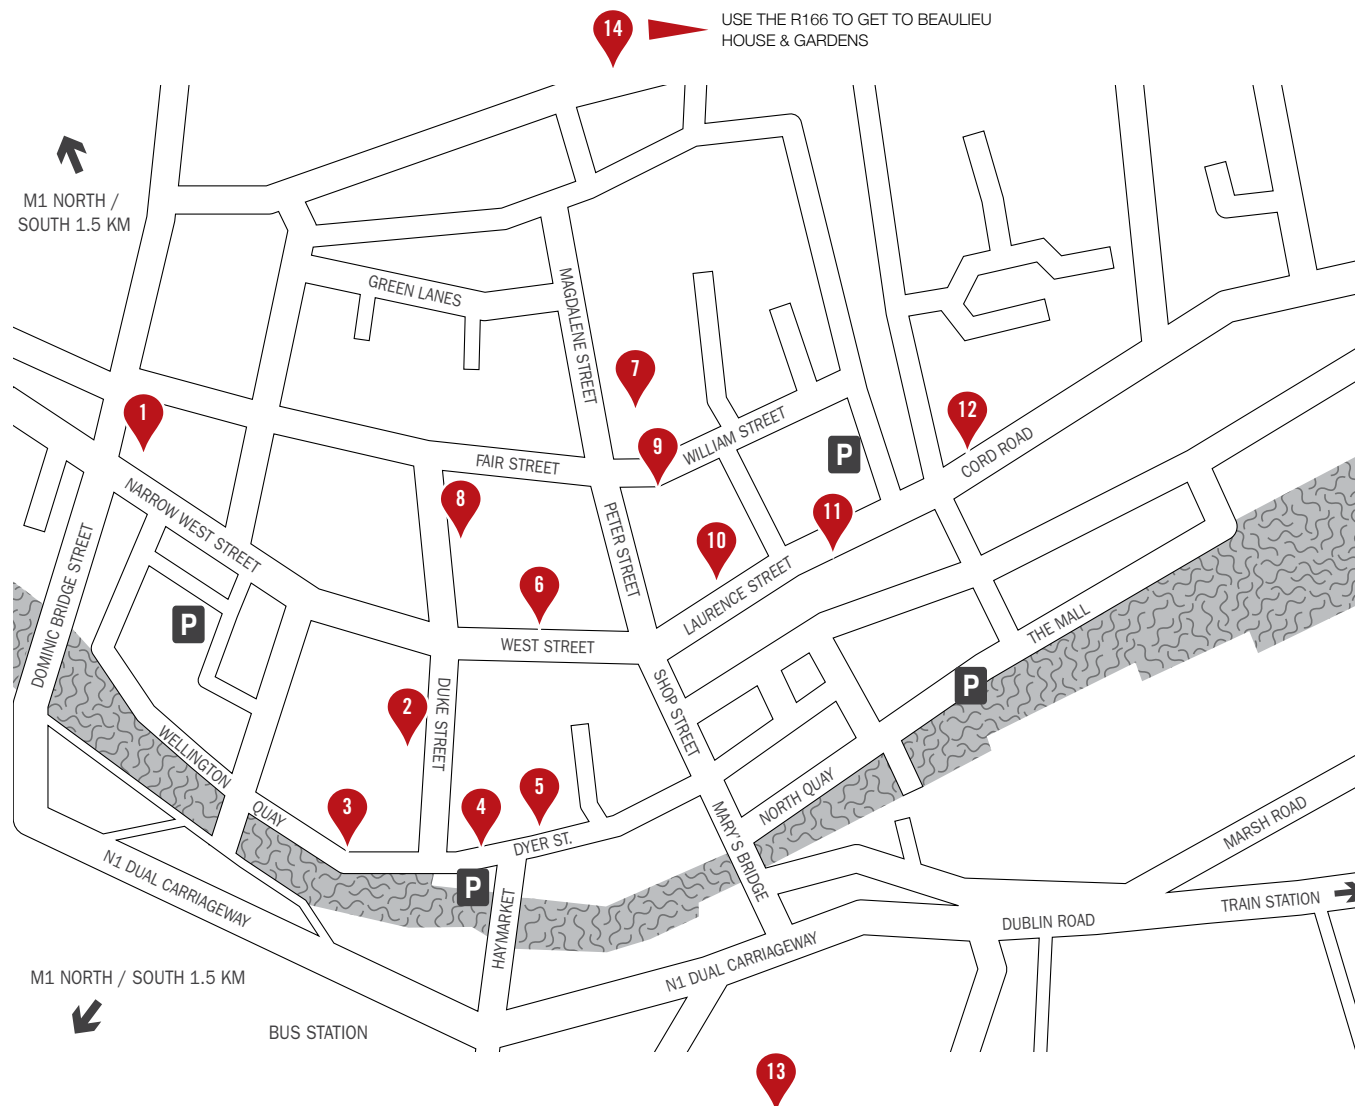 14
USE THE R166 TO GET TO BEAULIEU
HOUSE & GARDENS
M1 NORTH /
SOUTH 1.5 KM
GREEN LANES
MAGDALENE STREET
7
1
12
9
WILLIAM STREET
P
CORD ROAD
FAIR STREET
8
NARROW WEST STREET
PETER STREET
11
10
DOMINIC BRIDGE STREET
6
LAURENCE STREET
P
THE MALL
WEST STREET
SHOP STREET
P
DUKE STREET
2
WELLINGTON
QUAY
3
4
5
NORTH QUAY
DYER ST.
MARY'S BRIDGE
MARSH ROAD
N1 DUAL CARRIAGEWAY
P
HAYMARKET
TRAIN STATION
DUBLIN ROAD
N1 DUAL CARRIAGEWAY
M1 NORTH / SOUTH 1.5 KM
BUS STATION
13